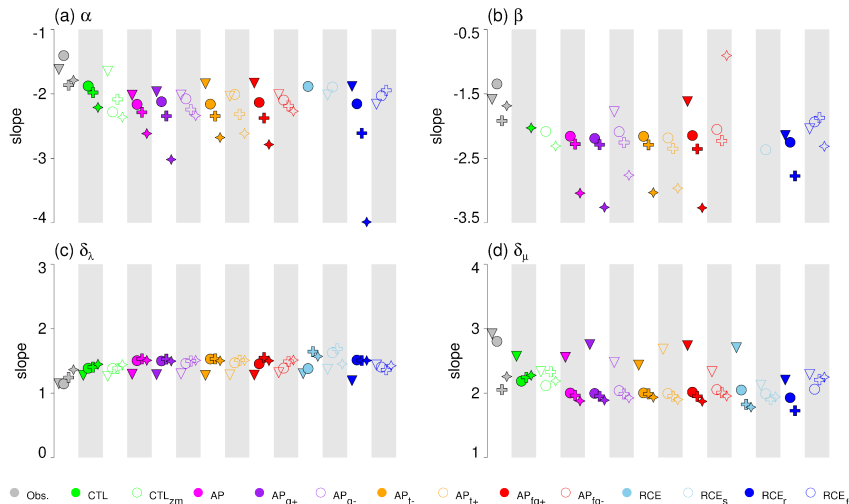 (a) α
(b) β
-1
-2
-3
-4
slope
-0.5
-1.5
-2.5
-3.5
slope
(c) δλ
(d) δμ
3
2
1
0
slope
4
3
2
1
slope
Obs. CTL CTLzm AP APq+ APq- APt- APt+ APfq+ APfq- RCE RCEs RCEr RCEf